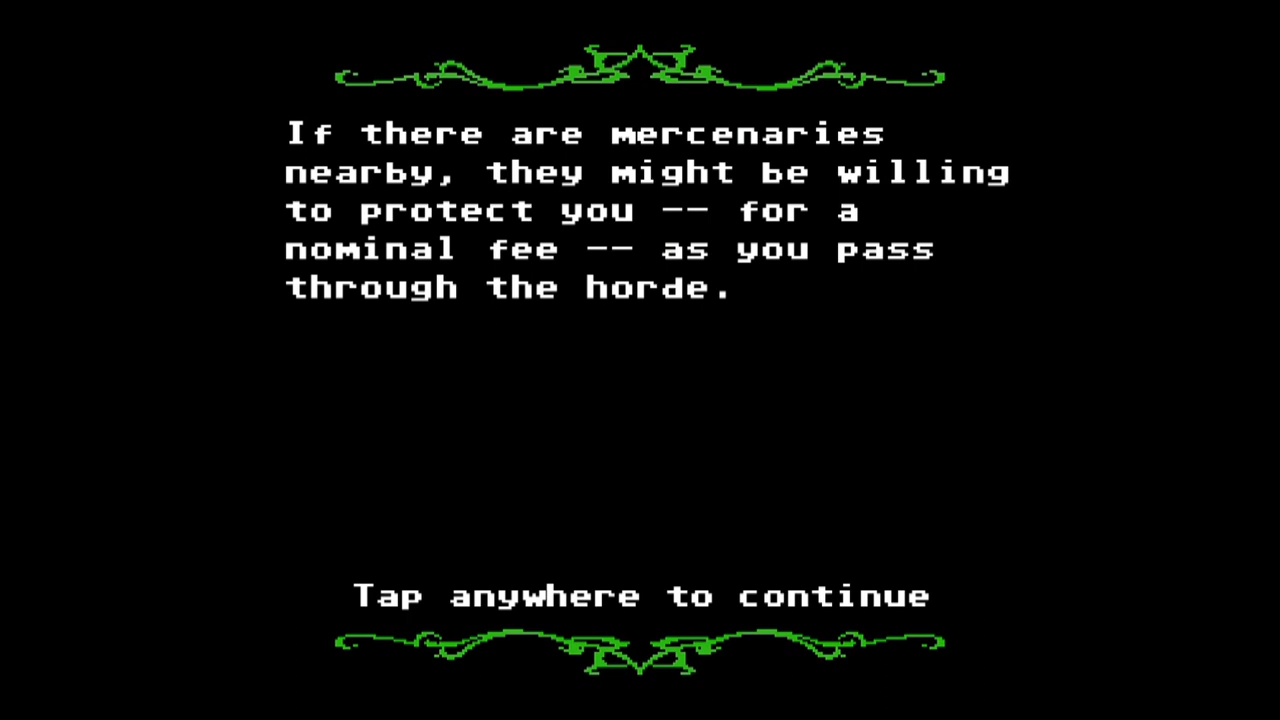 If there are mercenaries
nearby, they might be willing
to protect you -- for a
nominal fee -- as you pass
through the horde.
Tap anywhere to continue